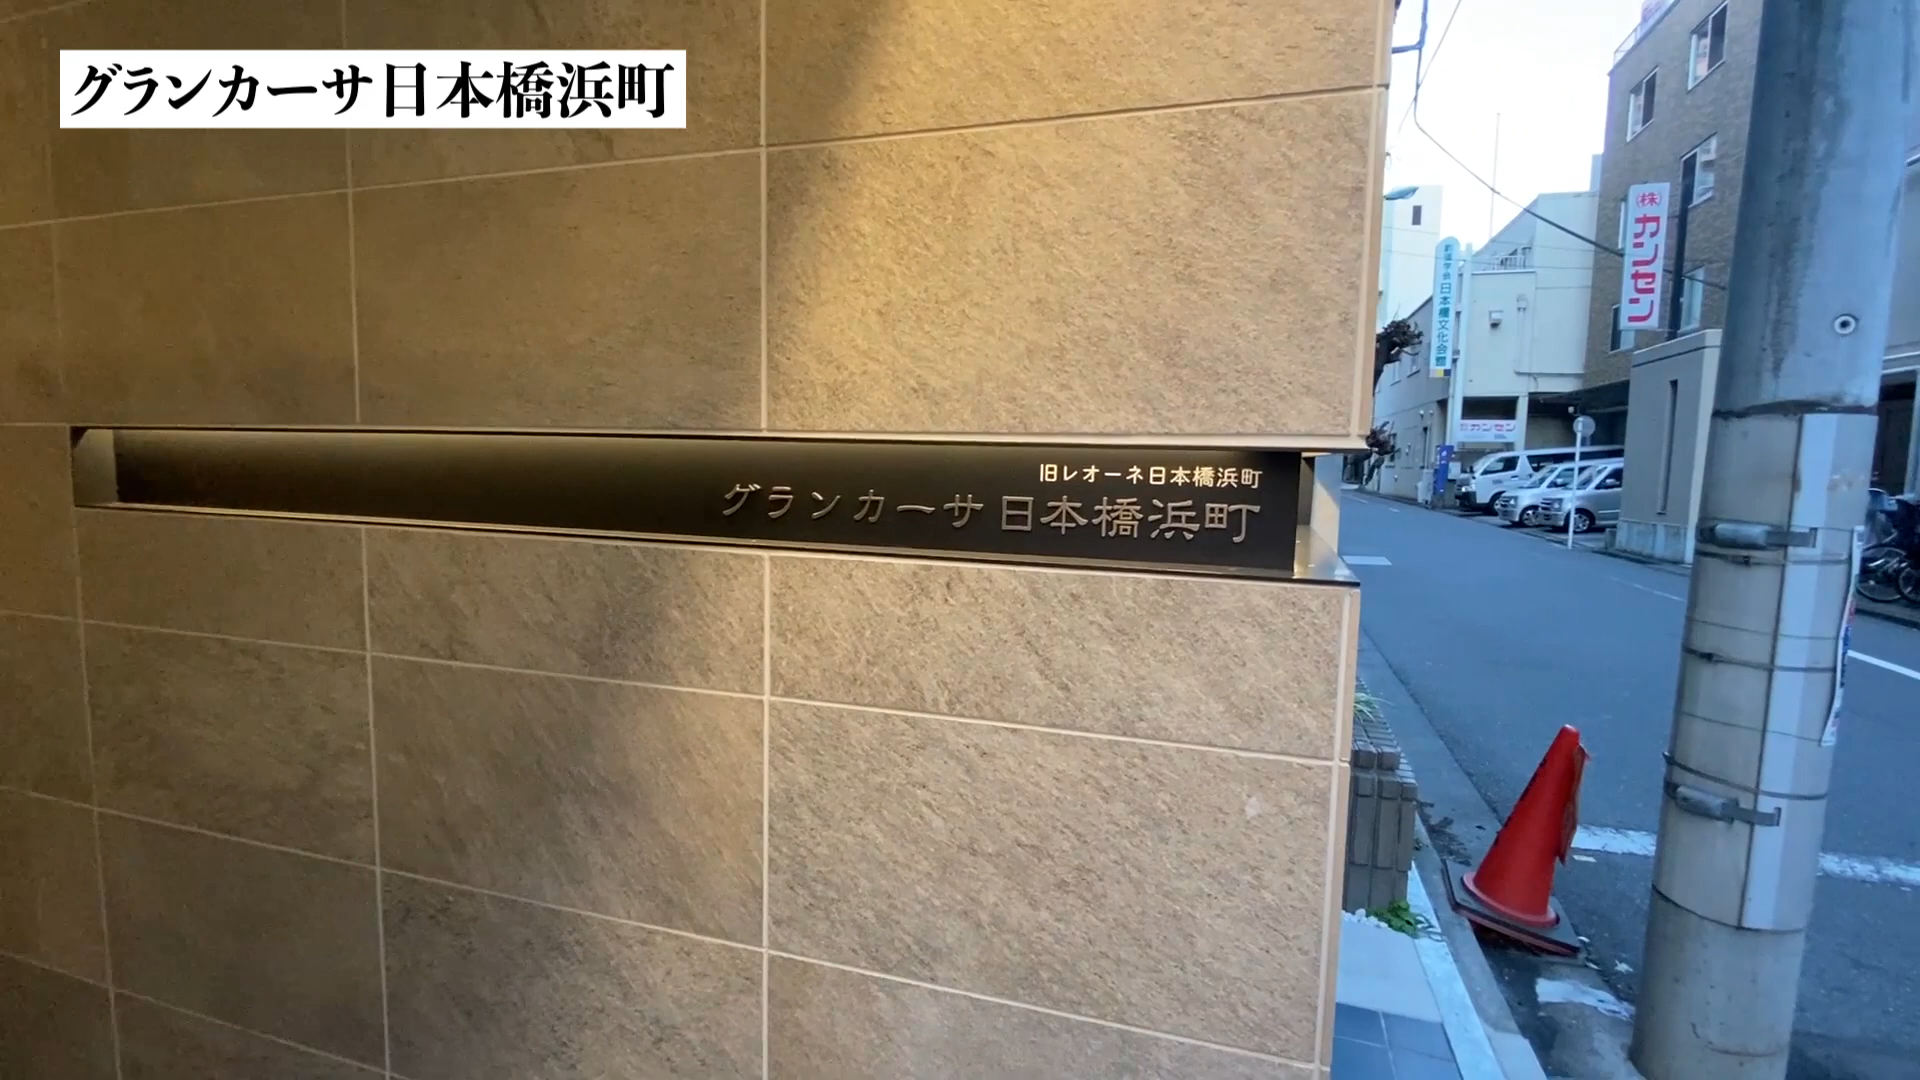 グランカーサ日本橋浜町
旧レオーネ日本橋浜町
グランカーサ日本橋浜町
㈱カンセン
日本橋文化会館
カンセン